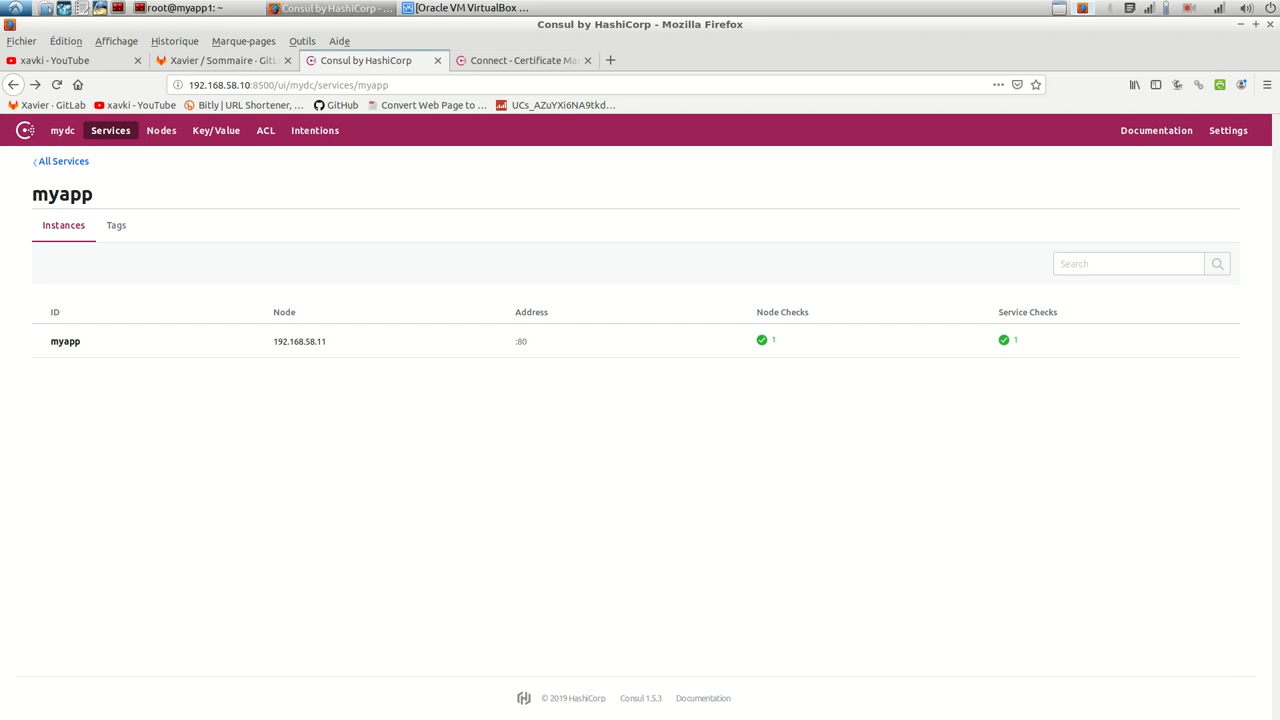 root@myapp1: ~
Consul by HashiCorp - ...
[Oracle VM VirtualBox ...
Consul by HashiCorp - Mozilla Firefox
Fichier Édition Affichage Historique Marque-pages Outils Aide
xavki - YouTube
Xavier / Sommaire · GitL
Consul by HashiCorp
Connect - Certificate Ma
192.168.58.10:8500/ui/mydc/services/myapp
Xavier · GitLab
xavki - YouTube
Bitly | URL Shortener, ...
GitHub
Convert Web Page to ...
UCs_AZuYXi6NA9tkd...
mydc Services Nodes Key/Value ACL Intentions Documentation Settings
All Services
myapp
Instances Tags
Search
ID Node Address Node Checks Service Checks
myapp 192.168.58.11 :80 1 1
© 2019 HashiCorp Consul 1.5.3 Documentation